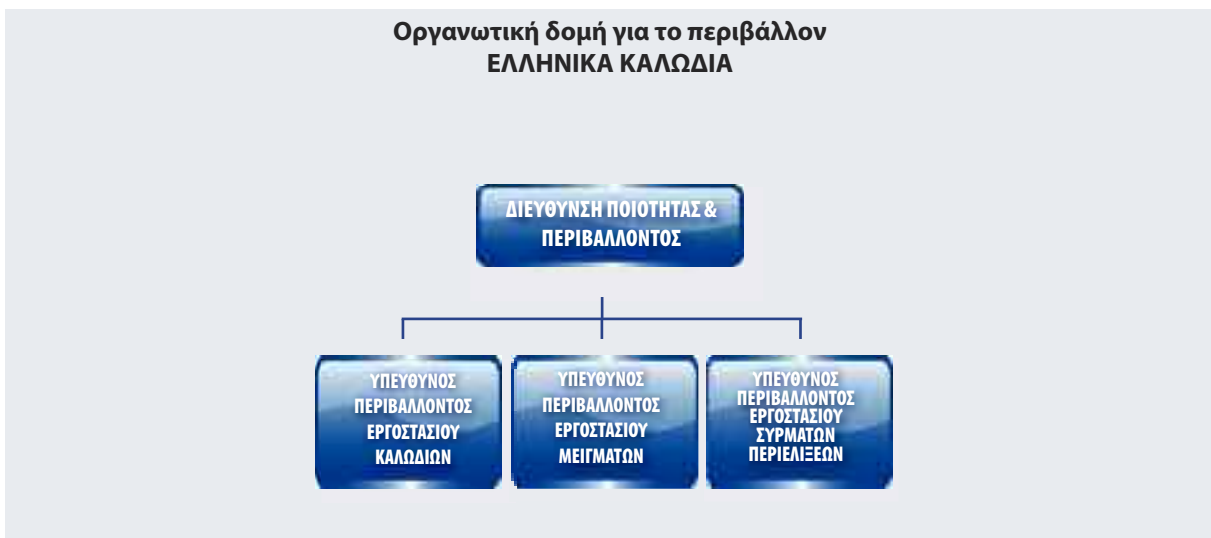 Οργανωτική δομή για το περιβάλλον
ΕΛΛΗΝΙΚΑ ΚΑΛΩΔΙΑ
ΔΙΕΥΘΥΝΣΗ ΠΟΙΟΤΗΤΑΣ &
ΠΕΡΙΒΑΛΛΟΝΤΟΣ
ΥΠΕΥΘΥΝΟΣ
ΠΕΡΙΒΑΛΛΟΝΤΟΣ
ΕΡΓΟΣΤΑΣΙΟΥ
ΚΑΛΩΔΙΩΝ
ΥΠΕΥΘΥΝΟΣ
ΠΕΡΙΒΑΛΛΟΝΤΟΣ
ΕΡΓΟΣΤΑΣΙΟΥ
ΜΕΙΓΜΑΤΩΝ
ΥΠΕΥΘΥΝΟΣ
ΠΕΡΙΒΑΛΛΟΝΤΟΣ
ΕΡΓΟΣΤΑΣΙΟΥ
ΣΥΡΜΑΤΩΝ
ΠΕΡΙΕΛΙΞΕΩΝ